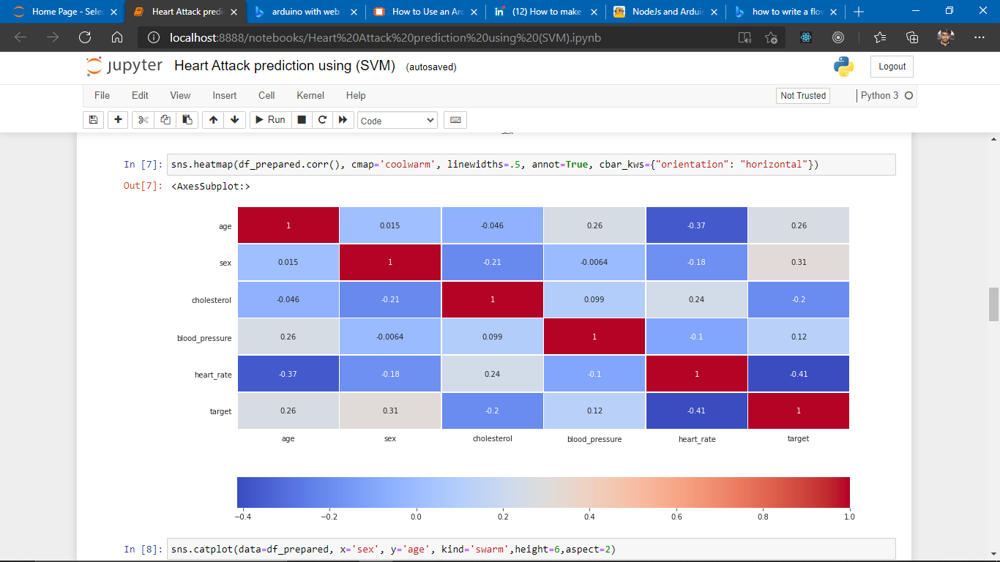 Home Page - Sele
Heart Attack predi
arduino with web
How to Use an Ard
(12) How to make
NodeJs and Arduin
how to write a flow
localhost:8888/notebooks/Heart%20Attack%20prediction%20using%20(SVM).ipynb
jupyter Heart Attack prediction using (SVM) (autosaved)
Logout
File Edit View Insert Cell Kernel Help
Not Trusted
Python 3
Run
Code
sex
In [7]: sns.heatmap(df_prepared.corr(), cmap='coolwarm', linewidths=.5, annot=True, cbar_kws={"orientation": "horizontal"})
Out[7]: <AxesSubplot:>
age 1 0.015 -0.046 0.26 -0.37 0.26
sex 0.015 1 -0.21 -0.0064 -0.18 0.31
cholesterol -0.046 -0.21 1 0.099 0.24 -0.2
blood_pressure 0.26 -0.0064 0.099 1 -0.1 0.12
heart_rate -0.37 -0.18 0.24 -0.1 1 -0.41
target 0.26 0.31 -0.2 0.12 -0.41 1
age sex cholesterol blood_pressure heart_rate target
−0.4 −0.2 0.0 0.2 0.4 0.6 0.8 1.0
In [8]: sns.catplot(data=df_prepared, x='sex', y='age', kind='swarm',height=6,aspect=2)